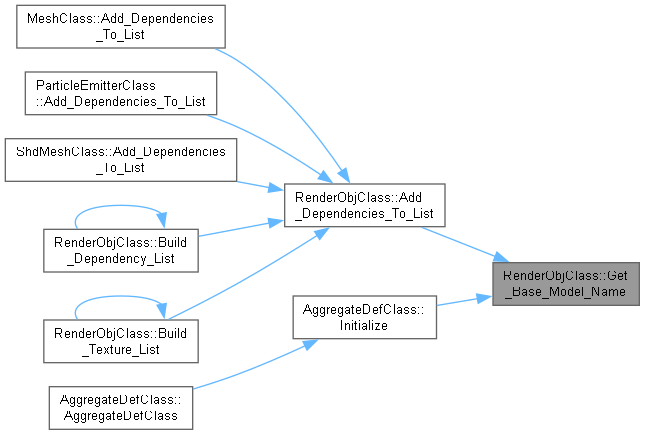 MeshClass::Add_Dependencies
_To_List
ParticleEmitterClass
::Add_Dependencies_To_List
ShdMeshClass::Add_Dependencies
_To_List
RenderObjClass::Add
_Dependencies_To_List
RenderObjClass::Build
_Dependency_List
RenderObjClass::Get
_Base_Model_Name
AggregateDefClass::
Initialize
RenderObjClass::Build
_Texture_List
AggregateDefClass::
AggregateDefClass